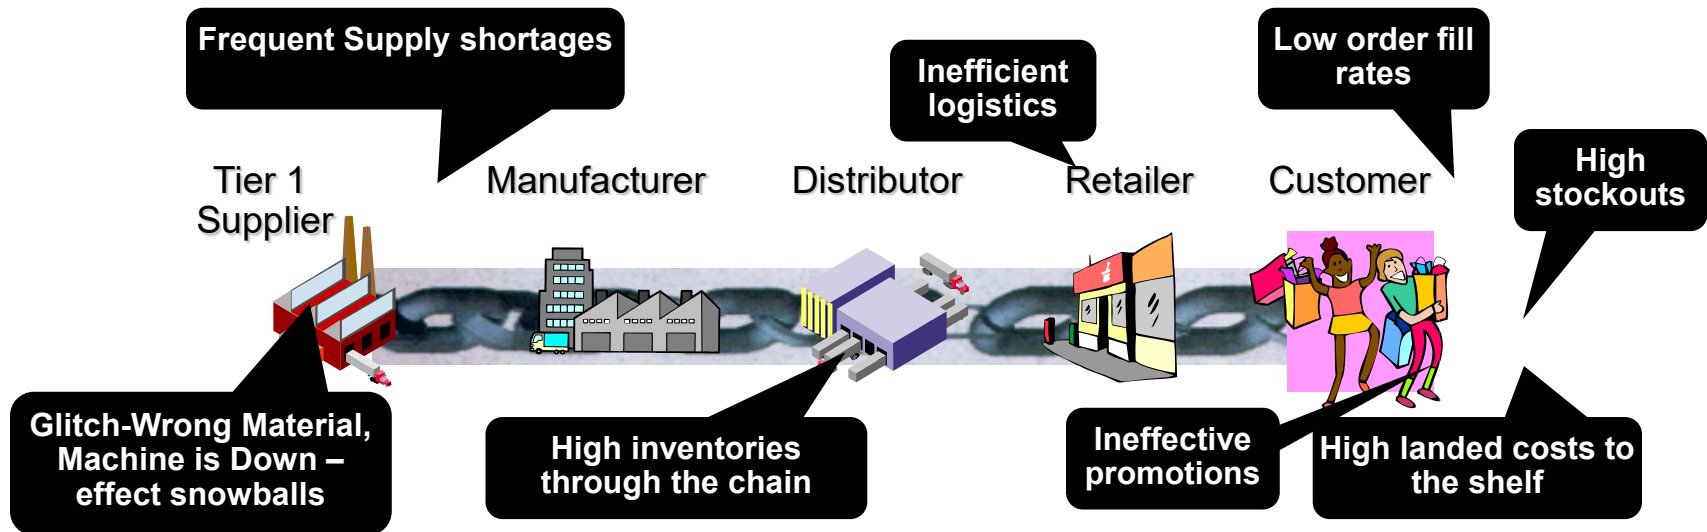 Frequent Supply shortages
Inefficient
logistics
Low order fill
rates
High
stockouts
Tier 1
Supplier
Manufacturer
Distributor
Retailer
Customer
Glitch-Wrong Material,
Machine is Down –
effect snowballs
High inventories
through the chain
Ineffective
promotions
High landed costs to
the shelf